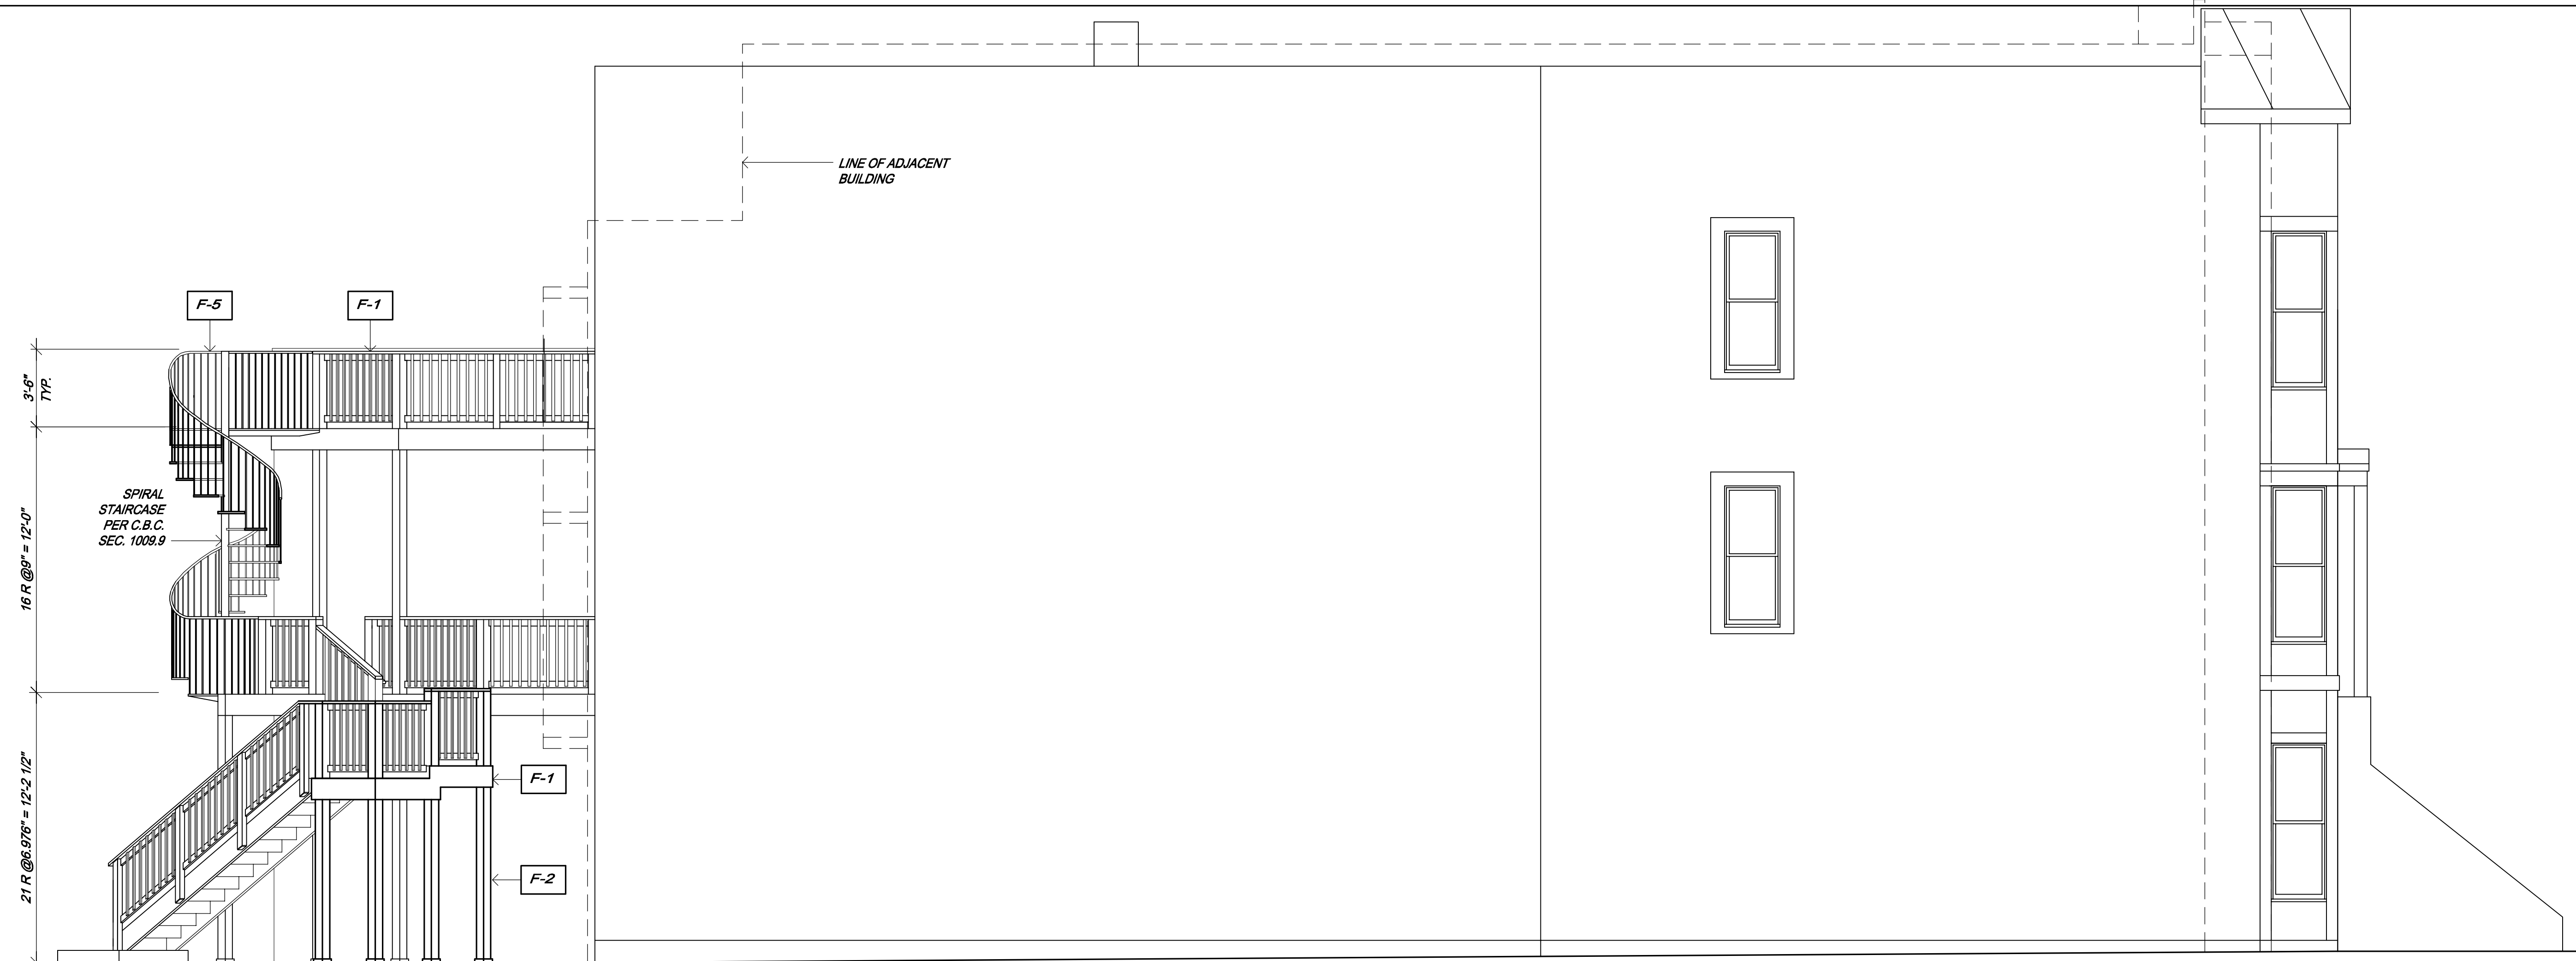 LINE OF ADJACENT
BUILDING
F-5
F-1
3'-6"
TYP.
SPIRAL
STAIRCASE
PER C.B.C.
SEC. 1009.9
16 R @9" = 12'-0"
21 R @6.976" = 12'-2 1/2"
F-1
F-2